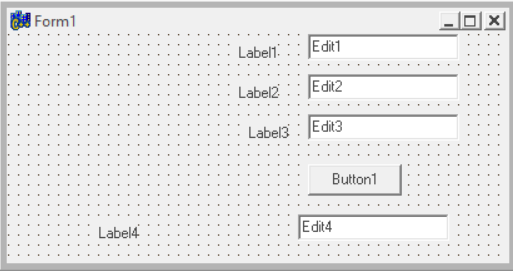 Form1
Label1 Edit1
Label2 Edit2
Label3 Edit3
Button1
Label4 Edit4